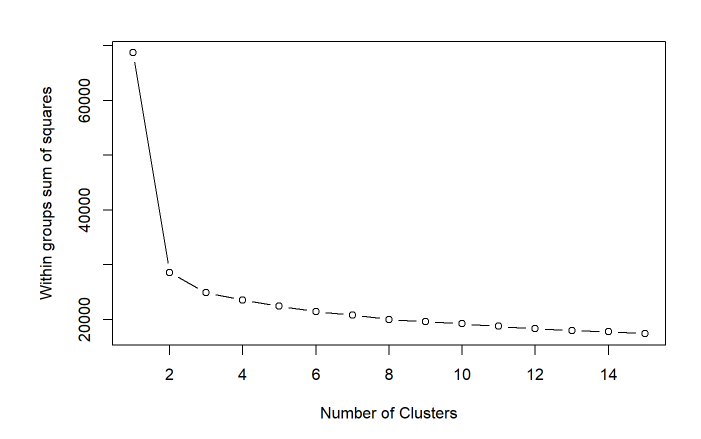 Within groups sum of squares
60000
40000
20000
2 4 6 8 10 12 14
Number of Clusters